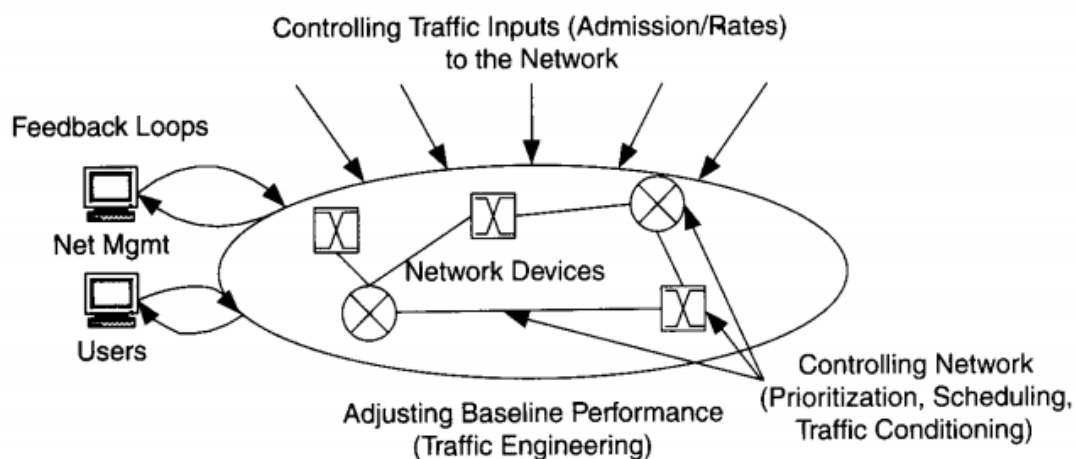 Controlling Traffic Inputs (Admission/Rates)
to the Network
Feedback Loops
Net Mgmt
Network Devices
Users
Controlling Network
(Prioritization, Scheduling,
Traffic Conditioning)
Adjusting Baseline Performance
(Traffic Engineering)